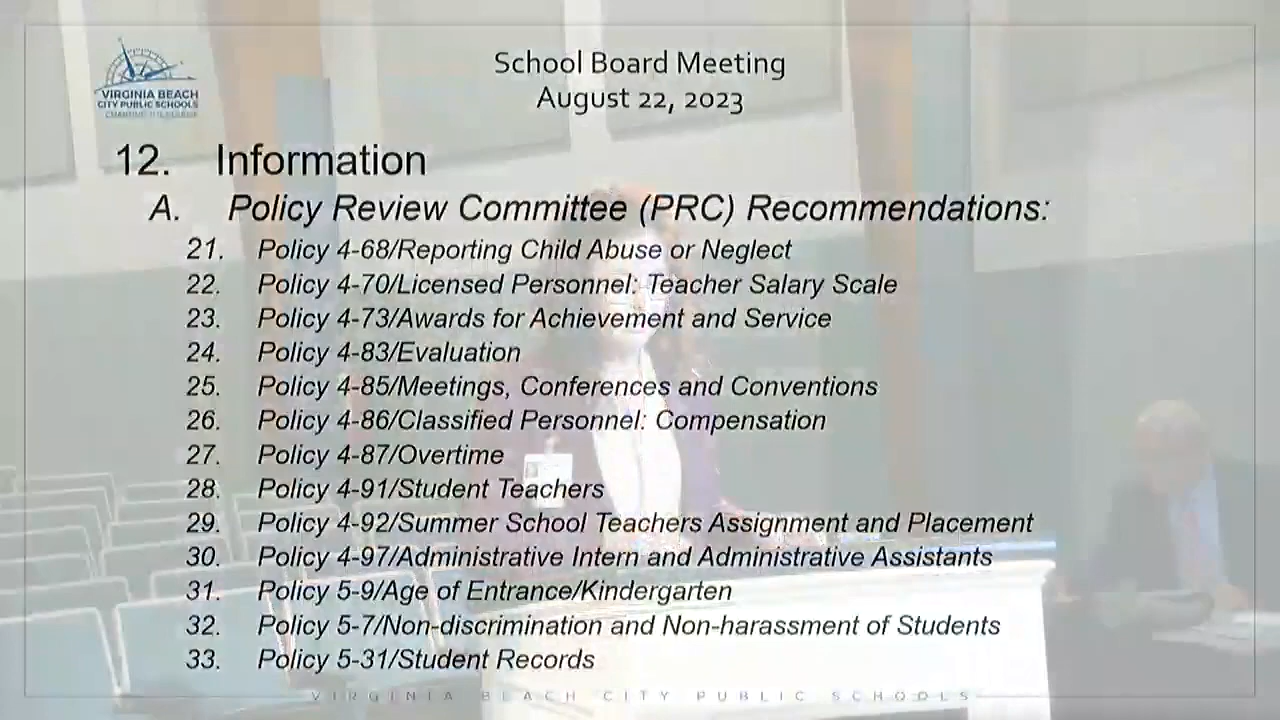 VIRGINIA BEACH
CITY PUBLIC SCHOOLS
CHARTING THE COURSE
School Board Meeting
August 22, 2023
12. Information
A. Policy Review Committee (PRC) Recommendations:
21. Policy 4-68/Reporting Child Abuse or Neglect
22. Policy 4-70/Licensed Personnel: Teacher Salary Scale
23. Policy 4-73/Awards for Achievement and Service
24. Policy 4-83/Evaluation
25. Policy 4-85/Meetings, Conferences and Conventions
26. Policy 4-86/Classified Personnel: Compensation
27. Policy 4-87/Overtime
28. Policy 4-91/Student Teachers
29. Policy 4-92/Summer School Teachers Assignment and Placement
30. Policy 4-97/Administrative Intern and Administrative Assistants
31. Policy 5-9/Age of Entrance/Kindergarten
32. Policy 5-7/Non-discrimination and Non-harassment of Students
33. Policy 5-31/Student Records
VIRGINIA BEACH CITY PUBLIC SCHOOLS